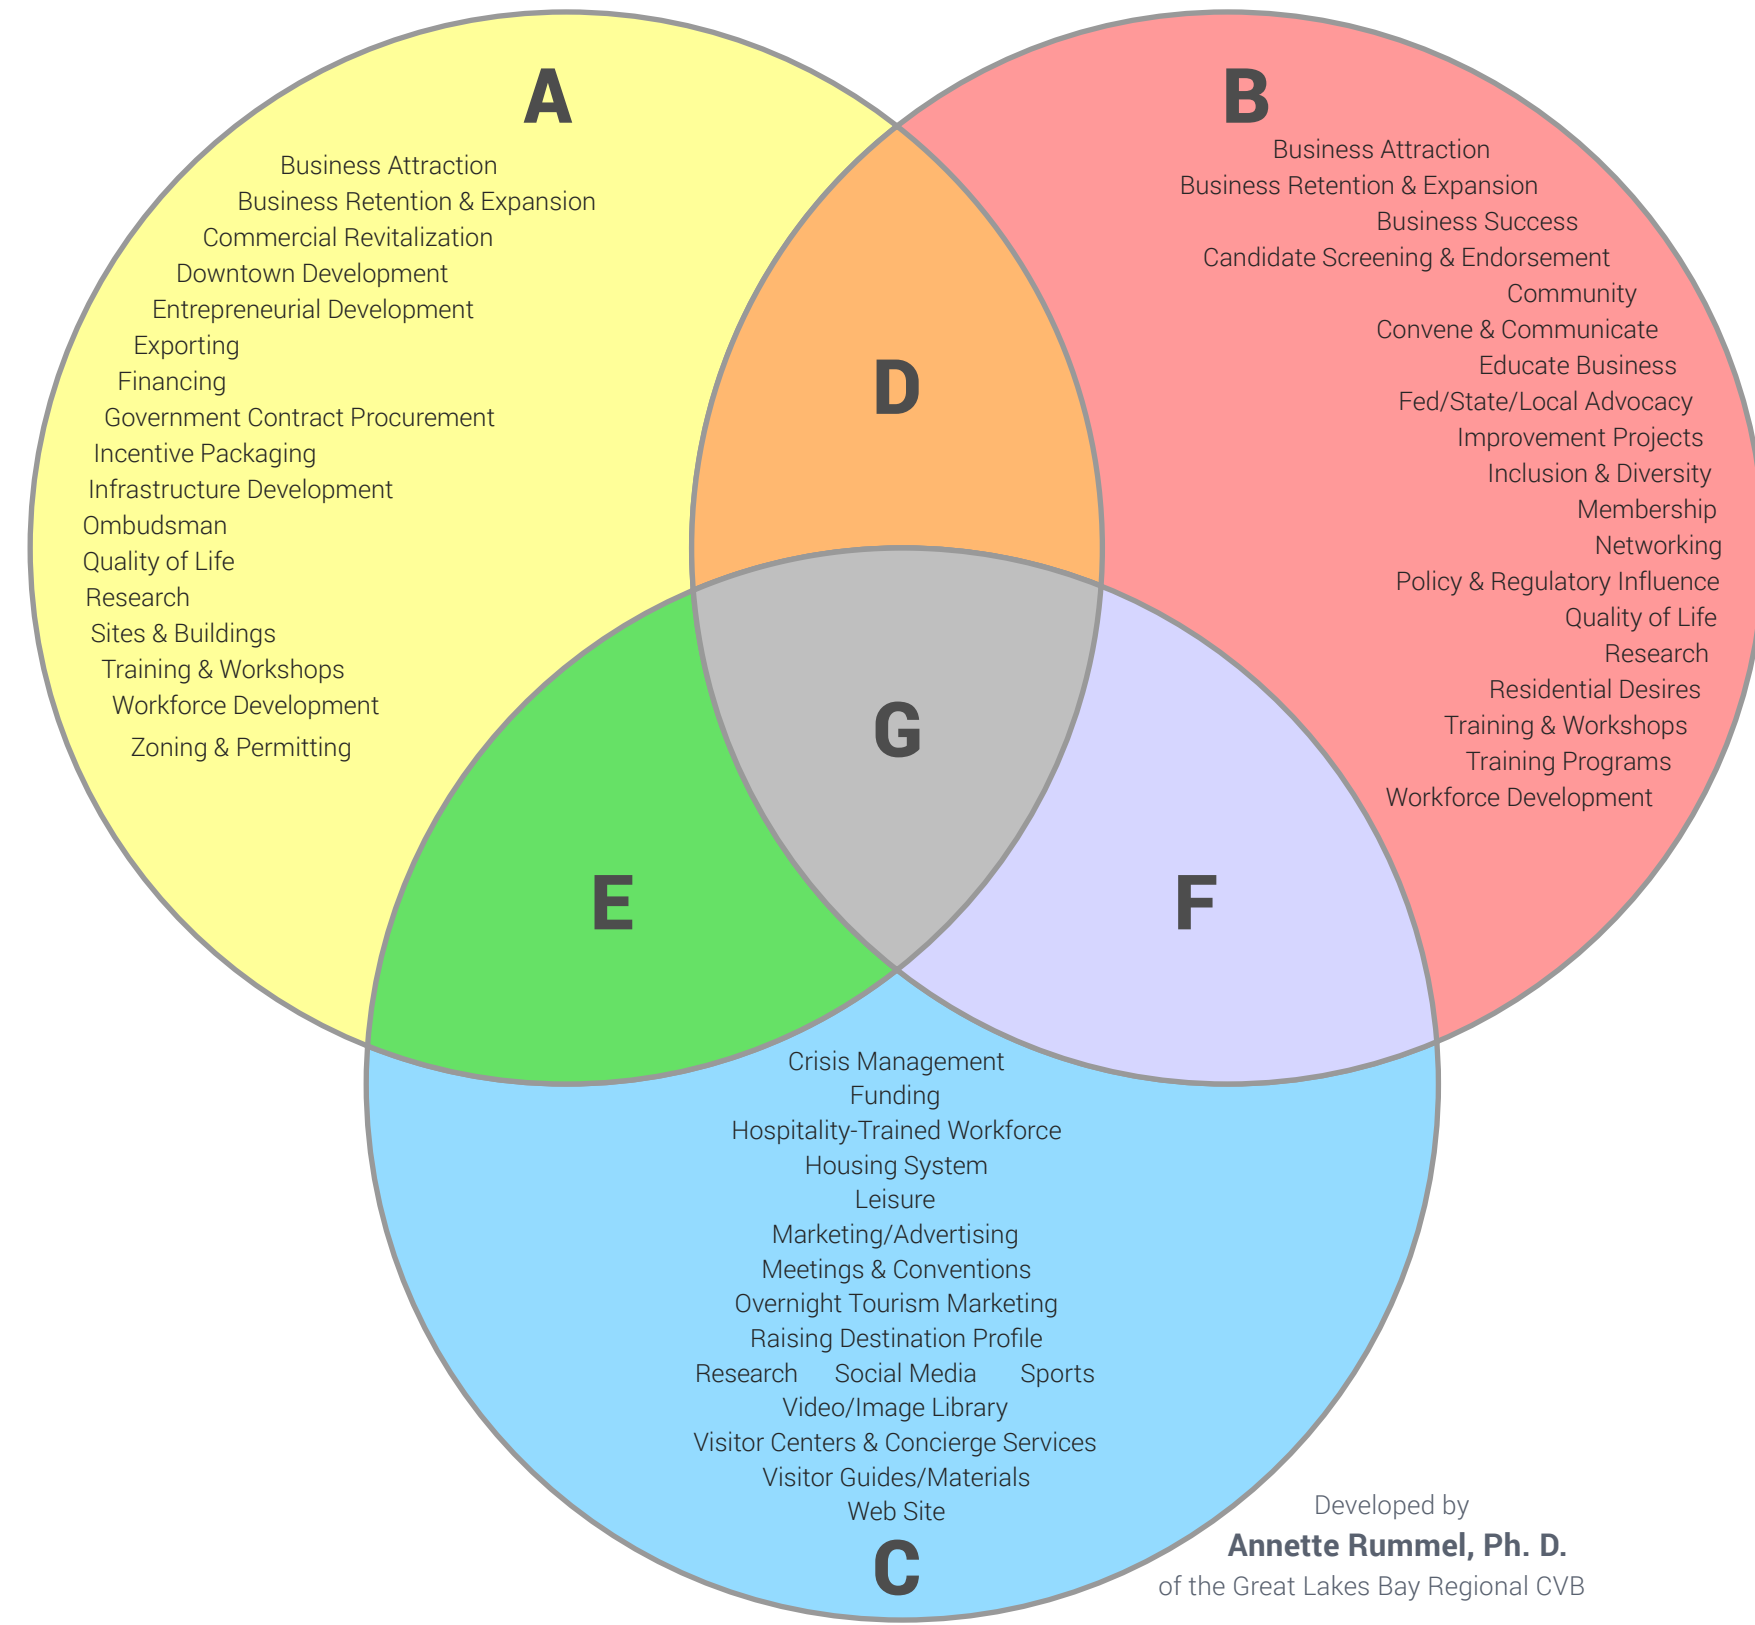 A
Business Attraction
Business Retention & Expansion
Commercial Revitalization
Downtown Development
Entrepreneurial Development
Exporting
Financing
Government Contract Procurement
Incentive Packaging
Infrastructure Development
Ombudsman
Quality of Life
Research
Sites & Buildings
Training & Workshops
Workforce Development
Zoning & Permitting
B
Business Attraction
Business Retention & Expansion
Business Success
Candidate Screening & Endorsement
Community
Convene & Communicate
Educate Business
Fed/State/Local Advocacy
Improvement Projects
Inclusion & Diversity
Membership
Networking
Policy & Regulatory Influence
Quality of Life
Research
Residential Desires
Training & Workshops
Training Programs
Workforce Development
D
G
E
F
Crisis Management
Funding
Hospitality-Trained Workforce
Housing System
Leisure
Marketing/Advertising
Meetings & Conventions
Overnight Tourism Marketing
Raising Destination Profile
Research Social Media Sports
Video/Image Library
Visitor Centers & Concierge Services
Visitor Guides/Materials
Web Site
C
Developed by
Annette Rummel, Ph. D.
of the Great Lakes Bay Regional CVB